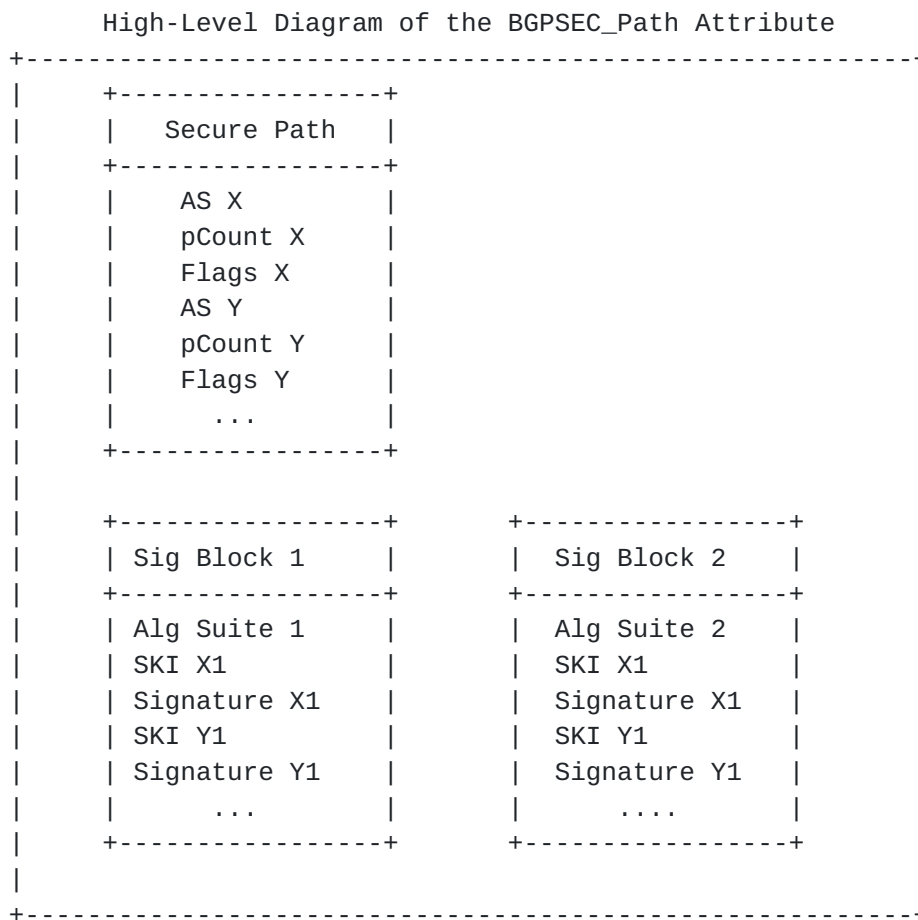 High-Level Diagram of the BGPSEC_Path Attribute
Secure Path
AS X
pCount X
Flags X
AS Y
pCount Y
Flags Y
...
Sig Block 1
Sig Block 2
Alg Suite 1
Alg Suite 2
SKI X1
SKI X1
Signature X1
Signature X1
SKI Y1
SKI Y1
Signature Y1
Signature Y1
...
....